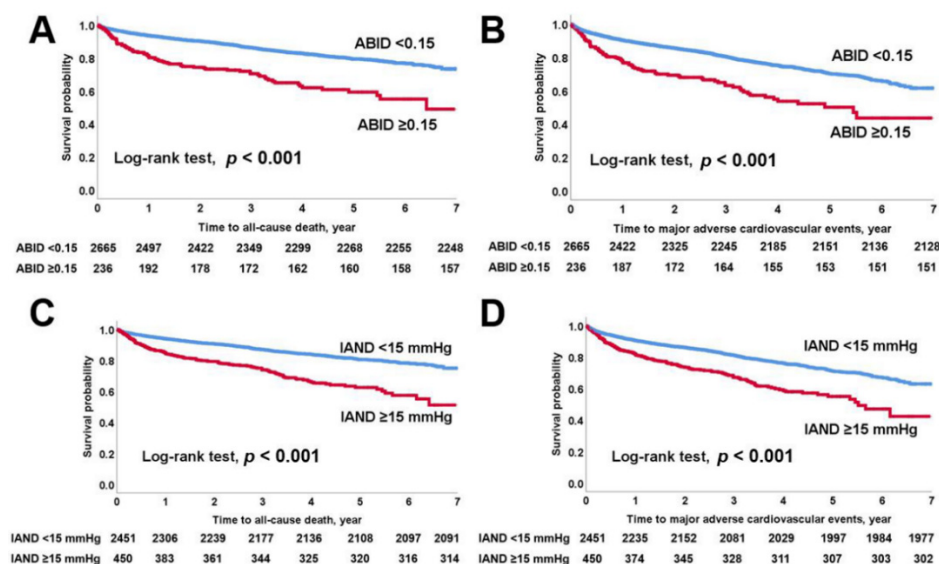 A
Survival probability
1.0
0.8
0.6
0.4
0.2
0.0
ABID <0.15
ABID ≥0.15
Log-rank test, p < 0.001
0 1 2 3 4 5 6 7
Time to all-cause death, year
ABID <0.15 2665 2497 2422 2349 2299 2268 2255 2248
ABID ≥0.15 236 192 178 172 162 160 158 157
B
Survival probability
1.0
0.8
0.6
0.4
0.2
0.0
ABID <0.15
ABID ≥0.15
Log-rank test, p < 0.001
0 1 2 3 4 5 6 7
Time to major adverse cardiovascular events, year
ABID <0.15 2665 2422 2325 2245 2185 2151 2136 2128
ABID ≥0.15 236 187 172 164 155 153 151 151
C
Survival probability
1.0
0.8
0.6
0.4
0.2
0.0
IAND <15 mmHg
IAND ≥15 mmHg
Log-rank test, p < 0.001
0 1 2 3 4 5 6 7
Time to all-cause death, year
IAND <15 mmHg 2451 2306 2239 2177 2136 2108 2097 2091
IAND ≥15 mmHg 450 383 361 344 325 320 316 314
D
Survival probability
1.0
0.8
0.6
0.4
0.2
0.0
IAND <15 mmHg
IAND ≥15 mmHg
Log-rank test, p < 0.001
0 1 2 3 4 5 6 7
Time to major adverse cardiovascular events, year
IAND <15 mmHg 2451 2235 2152 2081 2029 1997 1984 1977
IAND ≥15 mmHg 450 374 345 328 311 307 303 302